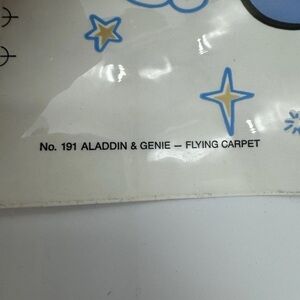 No. 191 ALADDIN & GENIE — FLYING CARPET